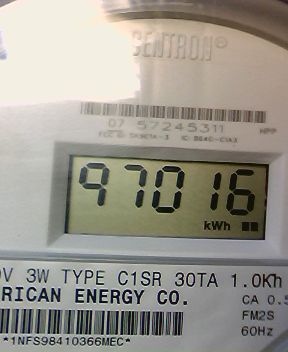 CENTRON®
07 57245311
97016
kWh
V 3W TYPE C1SR 30TA 1.0Kh
RICAN ENERGY CO.
CA 0.5
FM2S
60Hz
*1NFS98410366MEC*